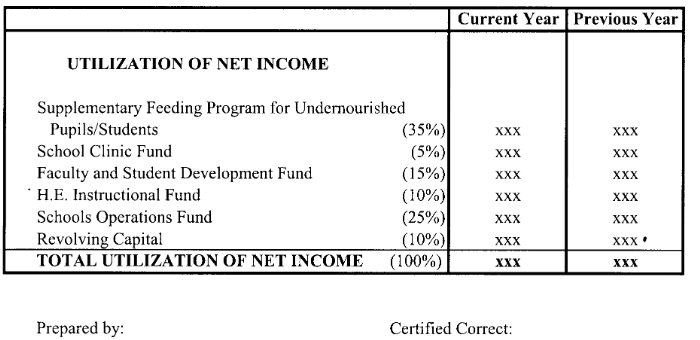 Current Year Previous Year
UTILIZATION OF NET INCOME
Supplementary Feeding Program for Undernourished
Pupils/Students (35%) xxx xxx
School Clinic Fund (5%) xxx xxx
Faculty and Student Development Fund (15%) xxx xxx
H.E. Instructional Fund (10%) xxx xxx
Schools Operations Fund (25%) xxx xxx
Revolving Capital (10%) xxx xxx
TOTAL UTILIZATION OF NET INCOME (100%) xxx xxx
Prepared by: Certified Correct: